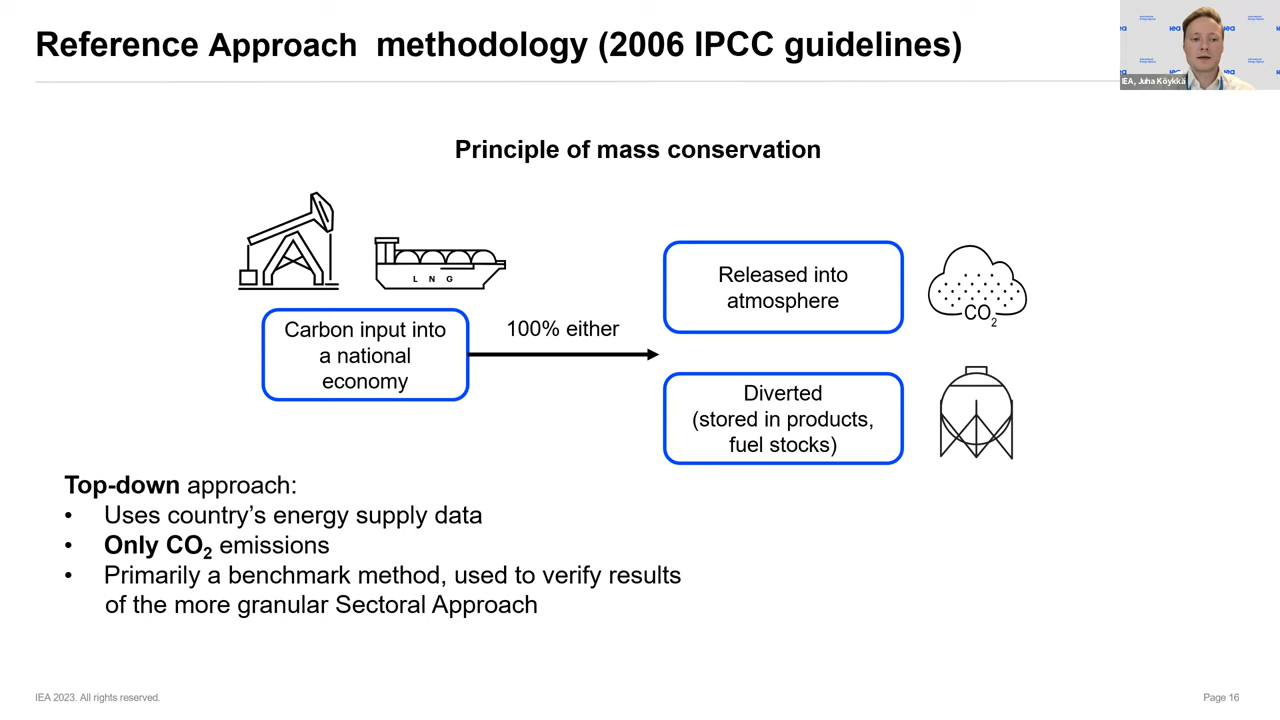 Reference Approach methodology (2006 IPCC guidelines)
iea
IEA, Juha Köykkä
Principle of mass conservation
L N G
Carbon input into
a national
economy
100% either
Released into
atmosphere
CO₂
Diverted
(stored in products,
fuel stocks)
Top-down approach:
• Uses country's energy supply data
• Only CO₂ emissions
• Primarily a benchmark method, used to verify results
of the more granular Sectoral Approach
IEA 2023. All rights reserved.
Page 16